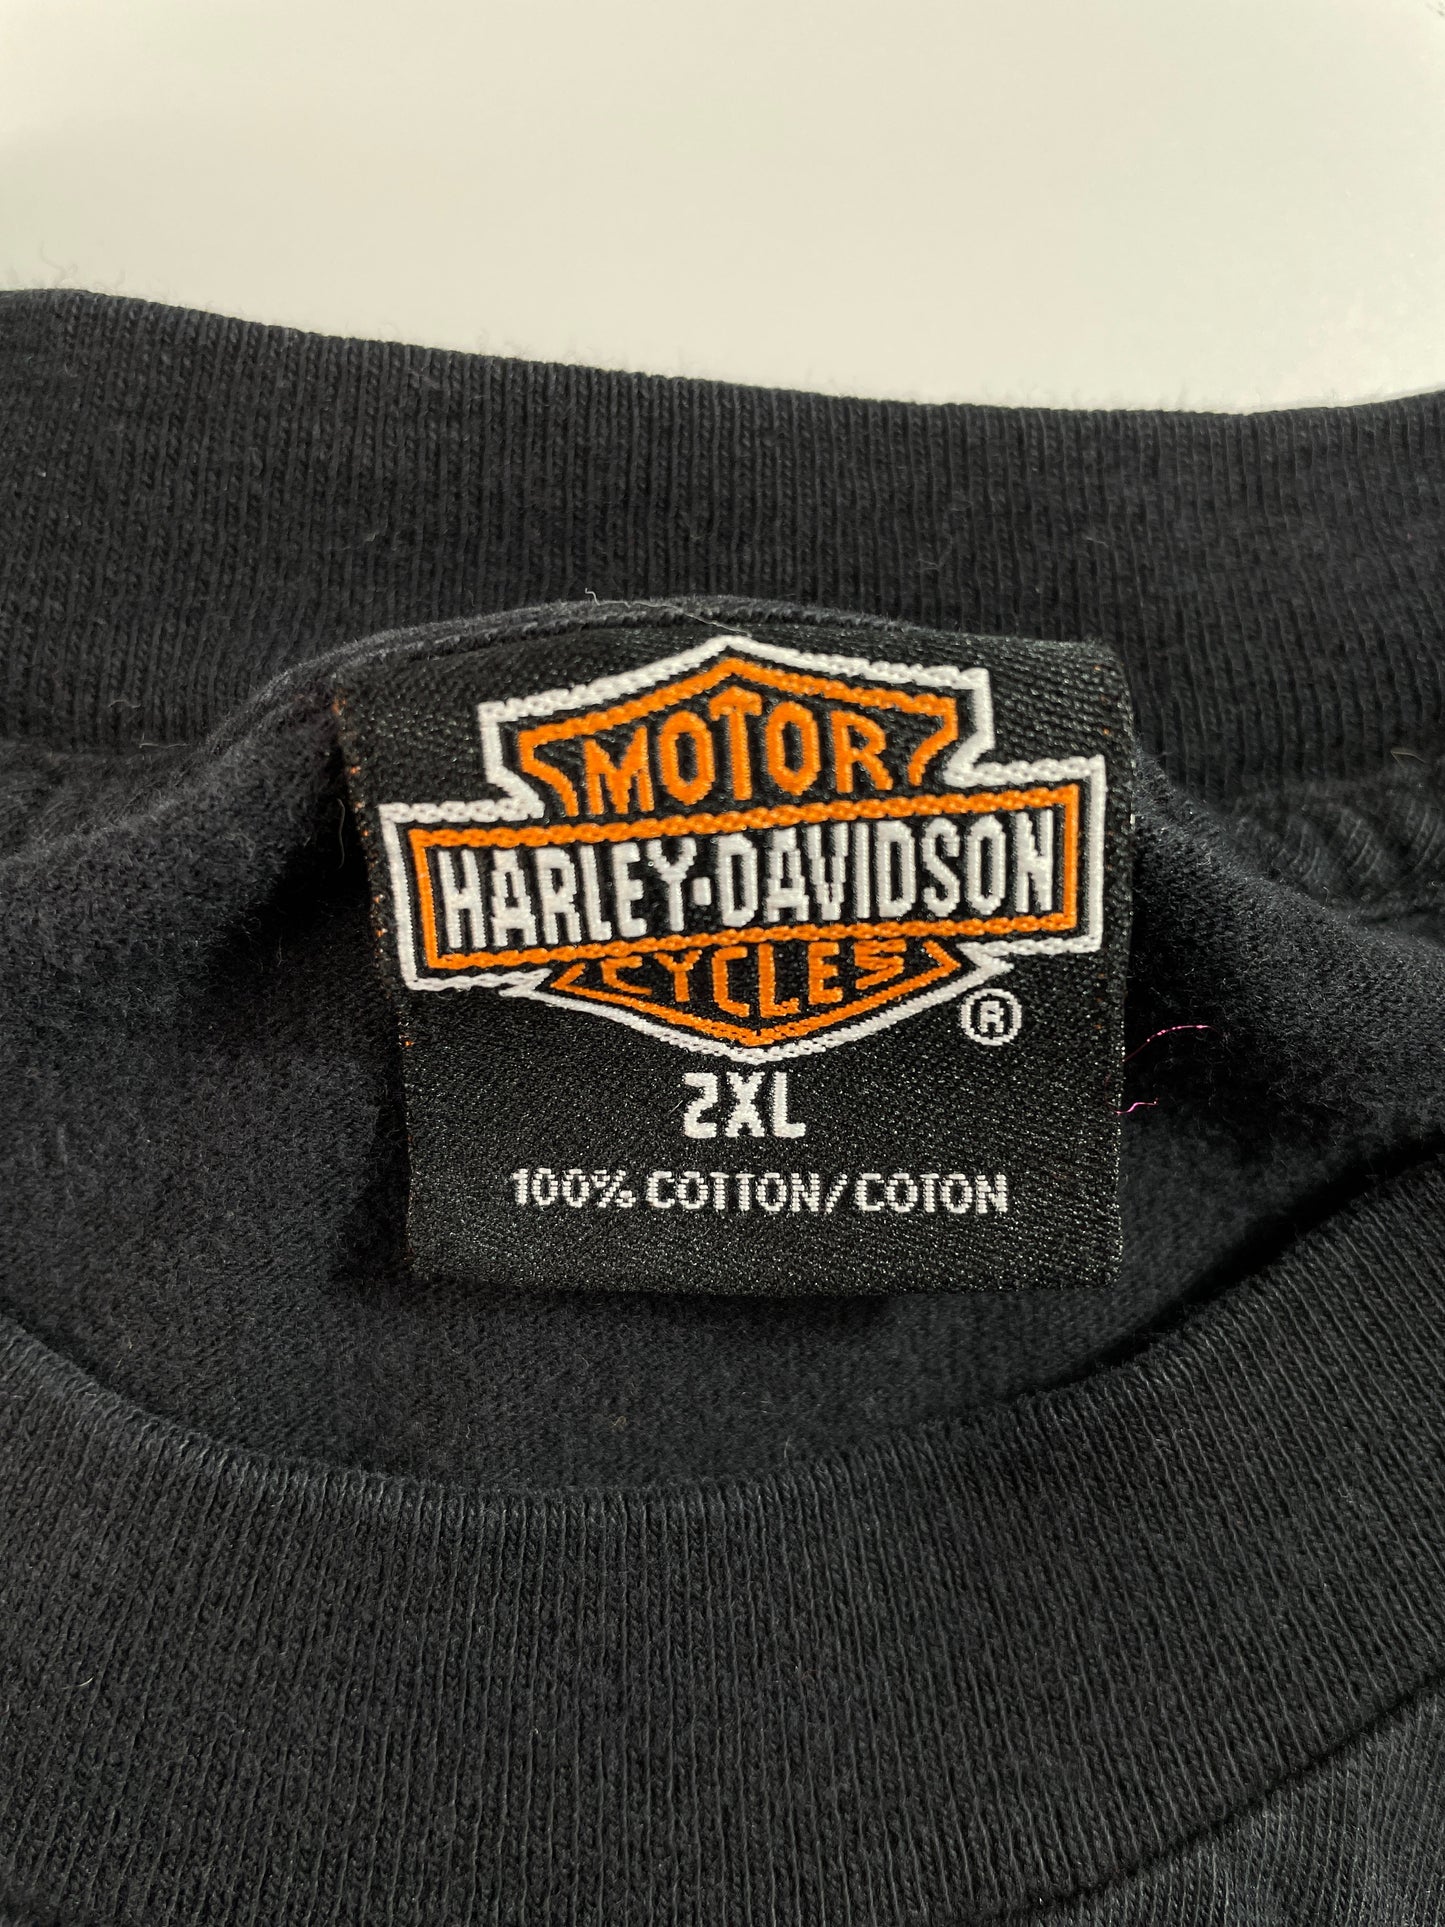 MOTOR
HARLEY-DAVIDSON
CYCLES
®
2XL
100% COTTON/COTON